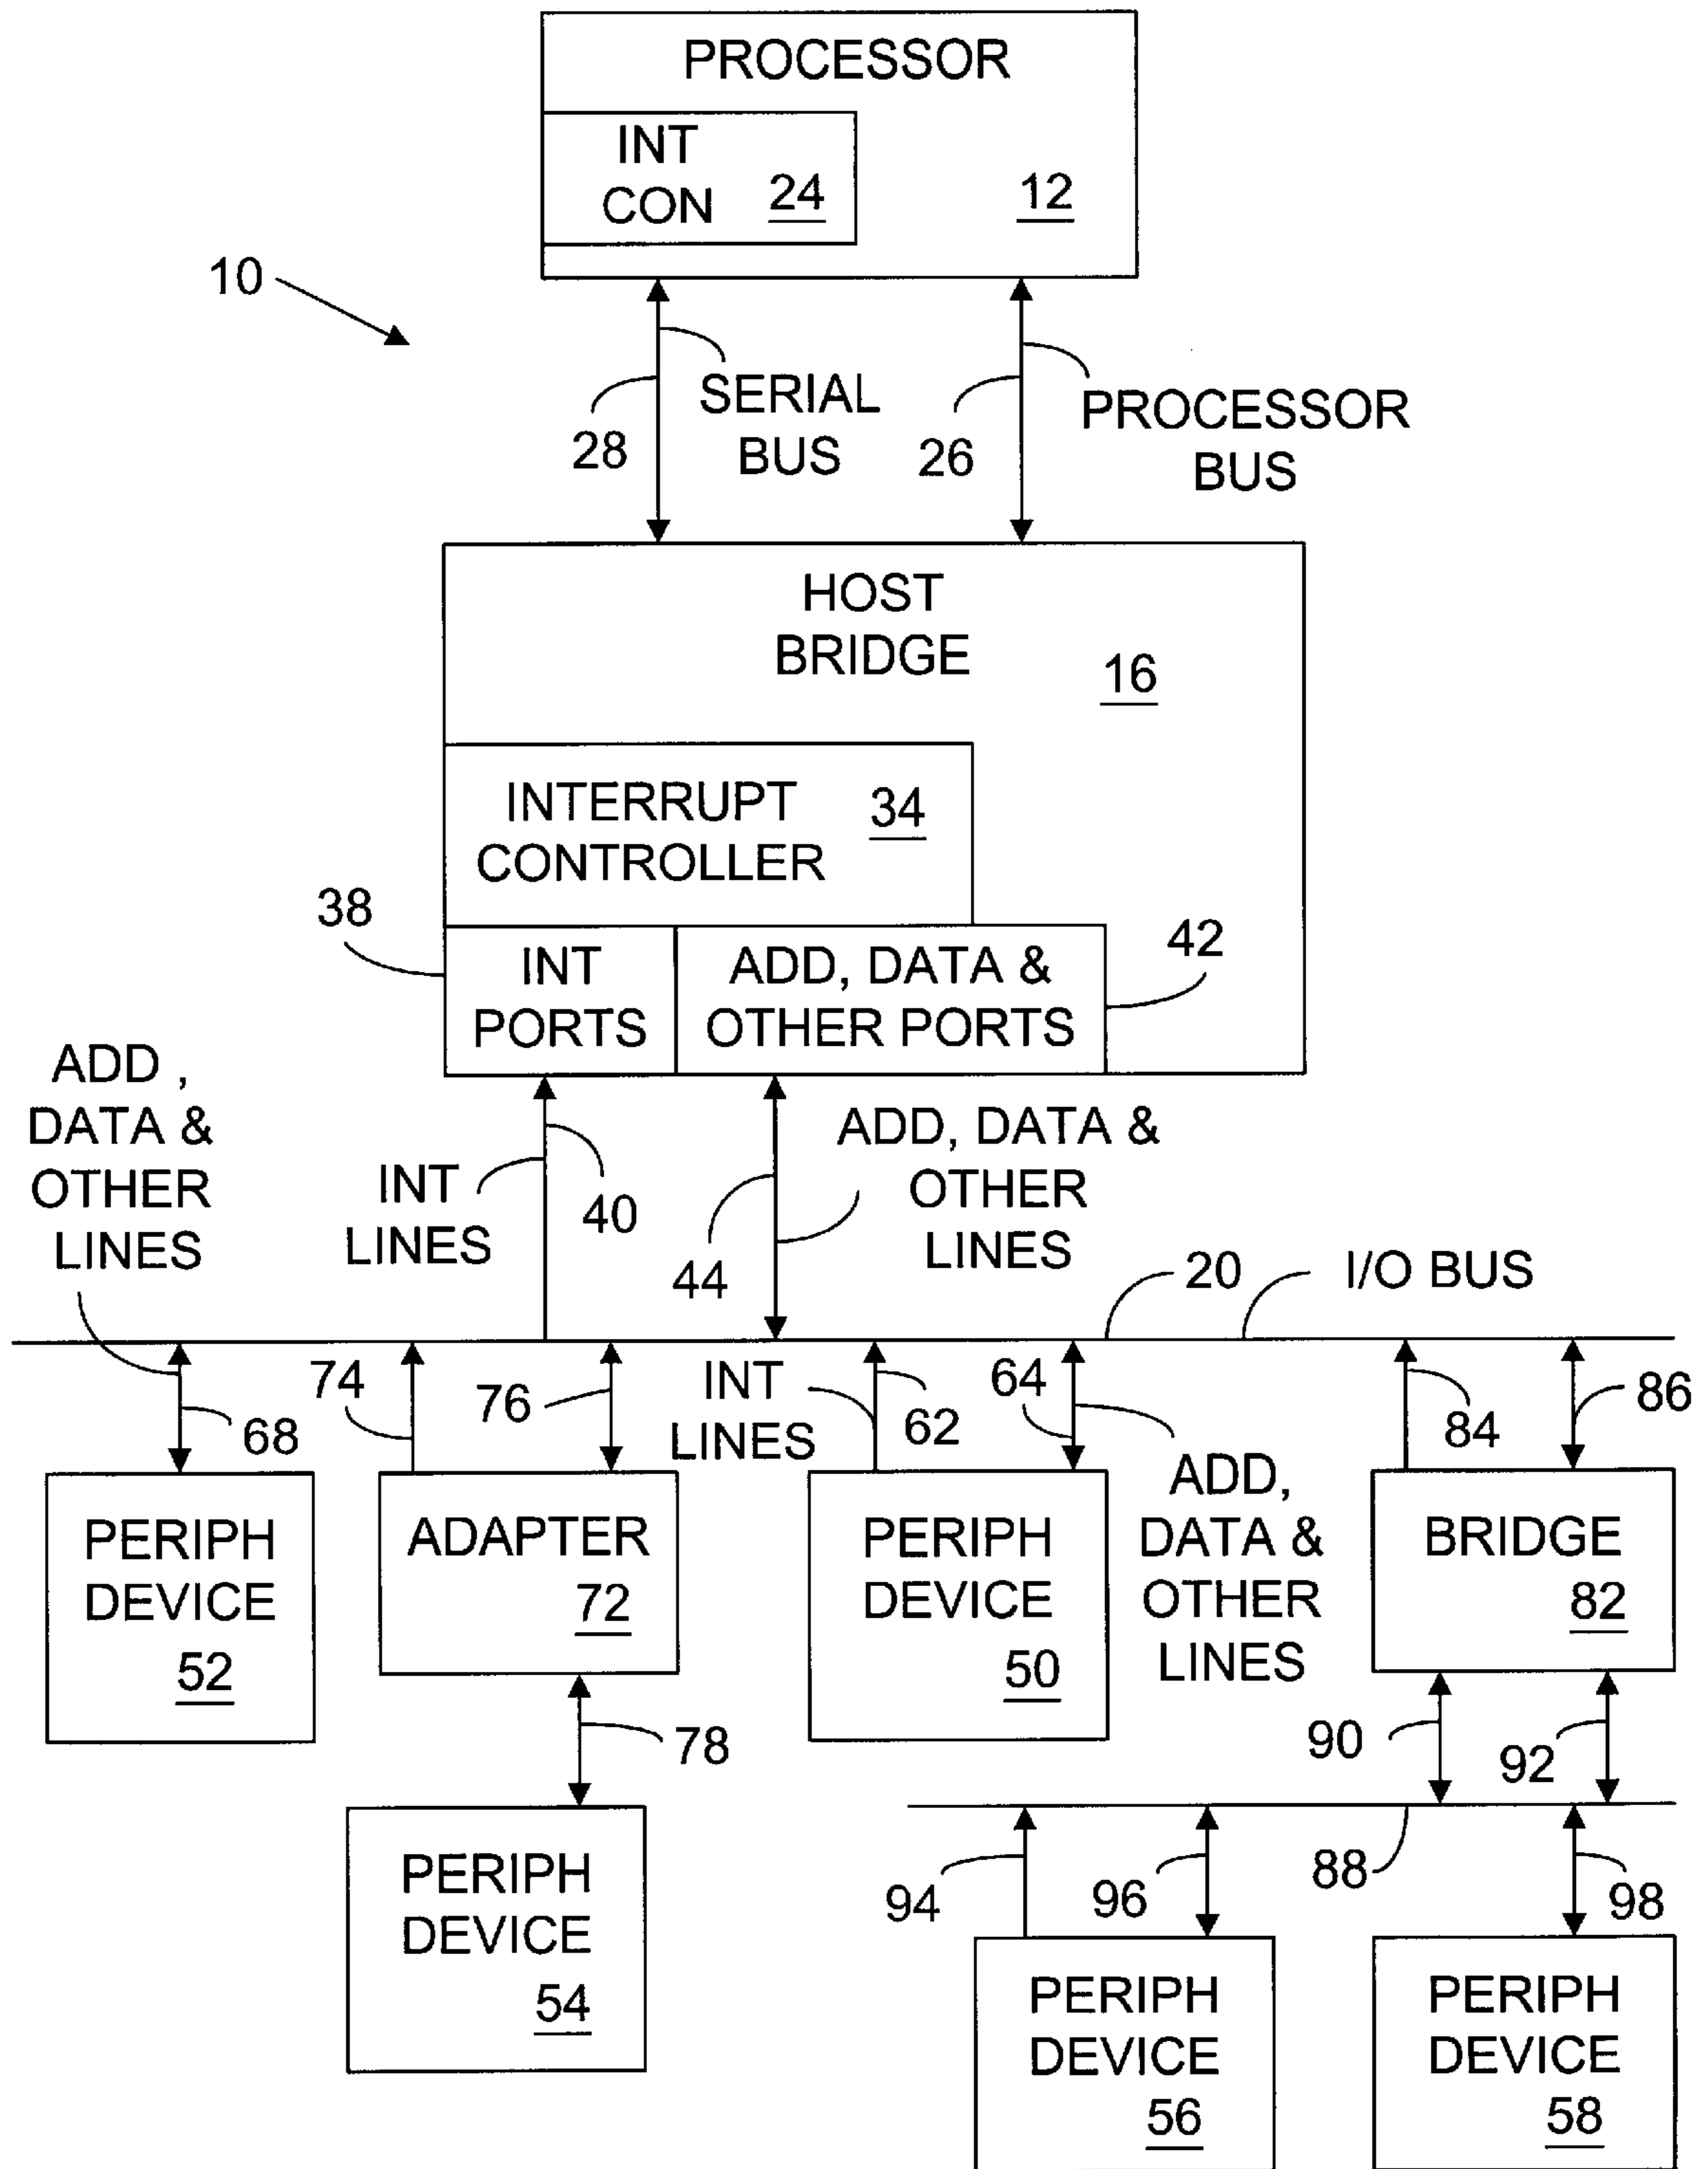 PROCESSOR
INT
CON
24
12
10
SERIAL
BUS
28
PROCESSOR
BUS
26
HOST
BRIDGE
16
INTERRUPT
CONTROLLER
34
38
INT
PORTS
ADD, DATA &
OTHER PORTS
42
ADD ,
DATA &
OTHER
LINES
INT
LINES
40
44
ADD, DATA &
OTHER
LINES
20
I/O BUS
68
74
76
INT
LINES
62
64
ADD,
DATA &
OTHER
LINES
84
86
PERIPH
DEVICE
52
ADAPTER
72
PERIPH
DEVICE
50
BRIDGE
82
78
90
92
PERIPH
DEVICE
54
94
96
88
98
PERIPH
DEVICE
56
PERIPH
DEVICE
58